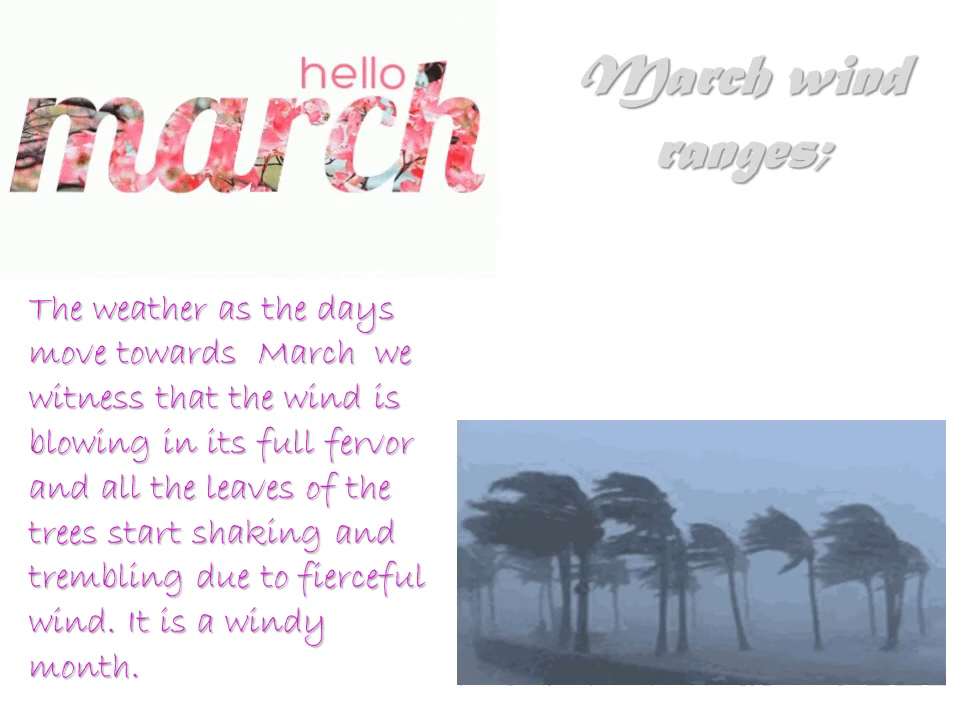 hello
march
March wind
ranges;
The weather as the days
move towards March we
witness that the wind is
blowing in its full fervor
and all the leaves of the
trees start shaking and
trembling due to fierceful
wind. It is a windy
month.